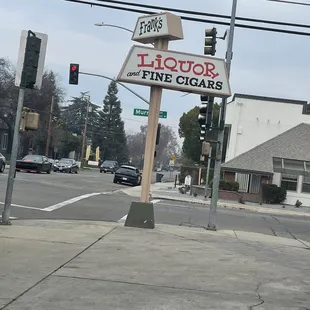 Frank's
LIQUOR
and FINE CIGARS